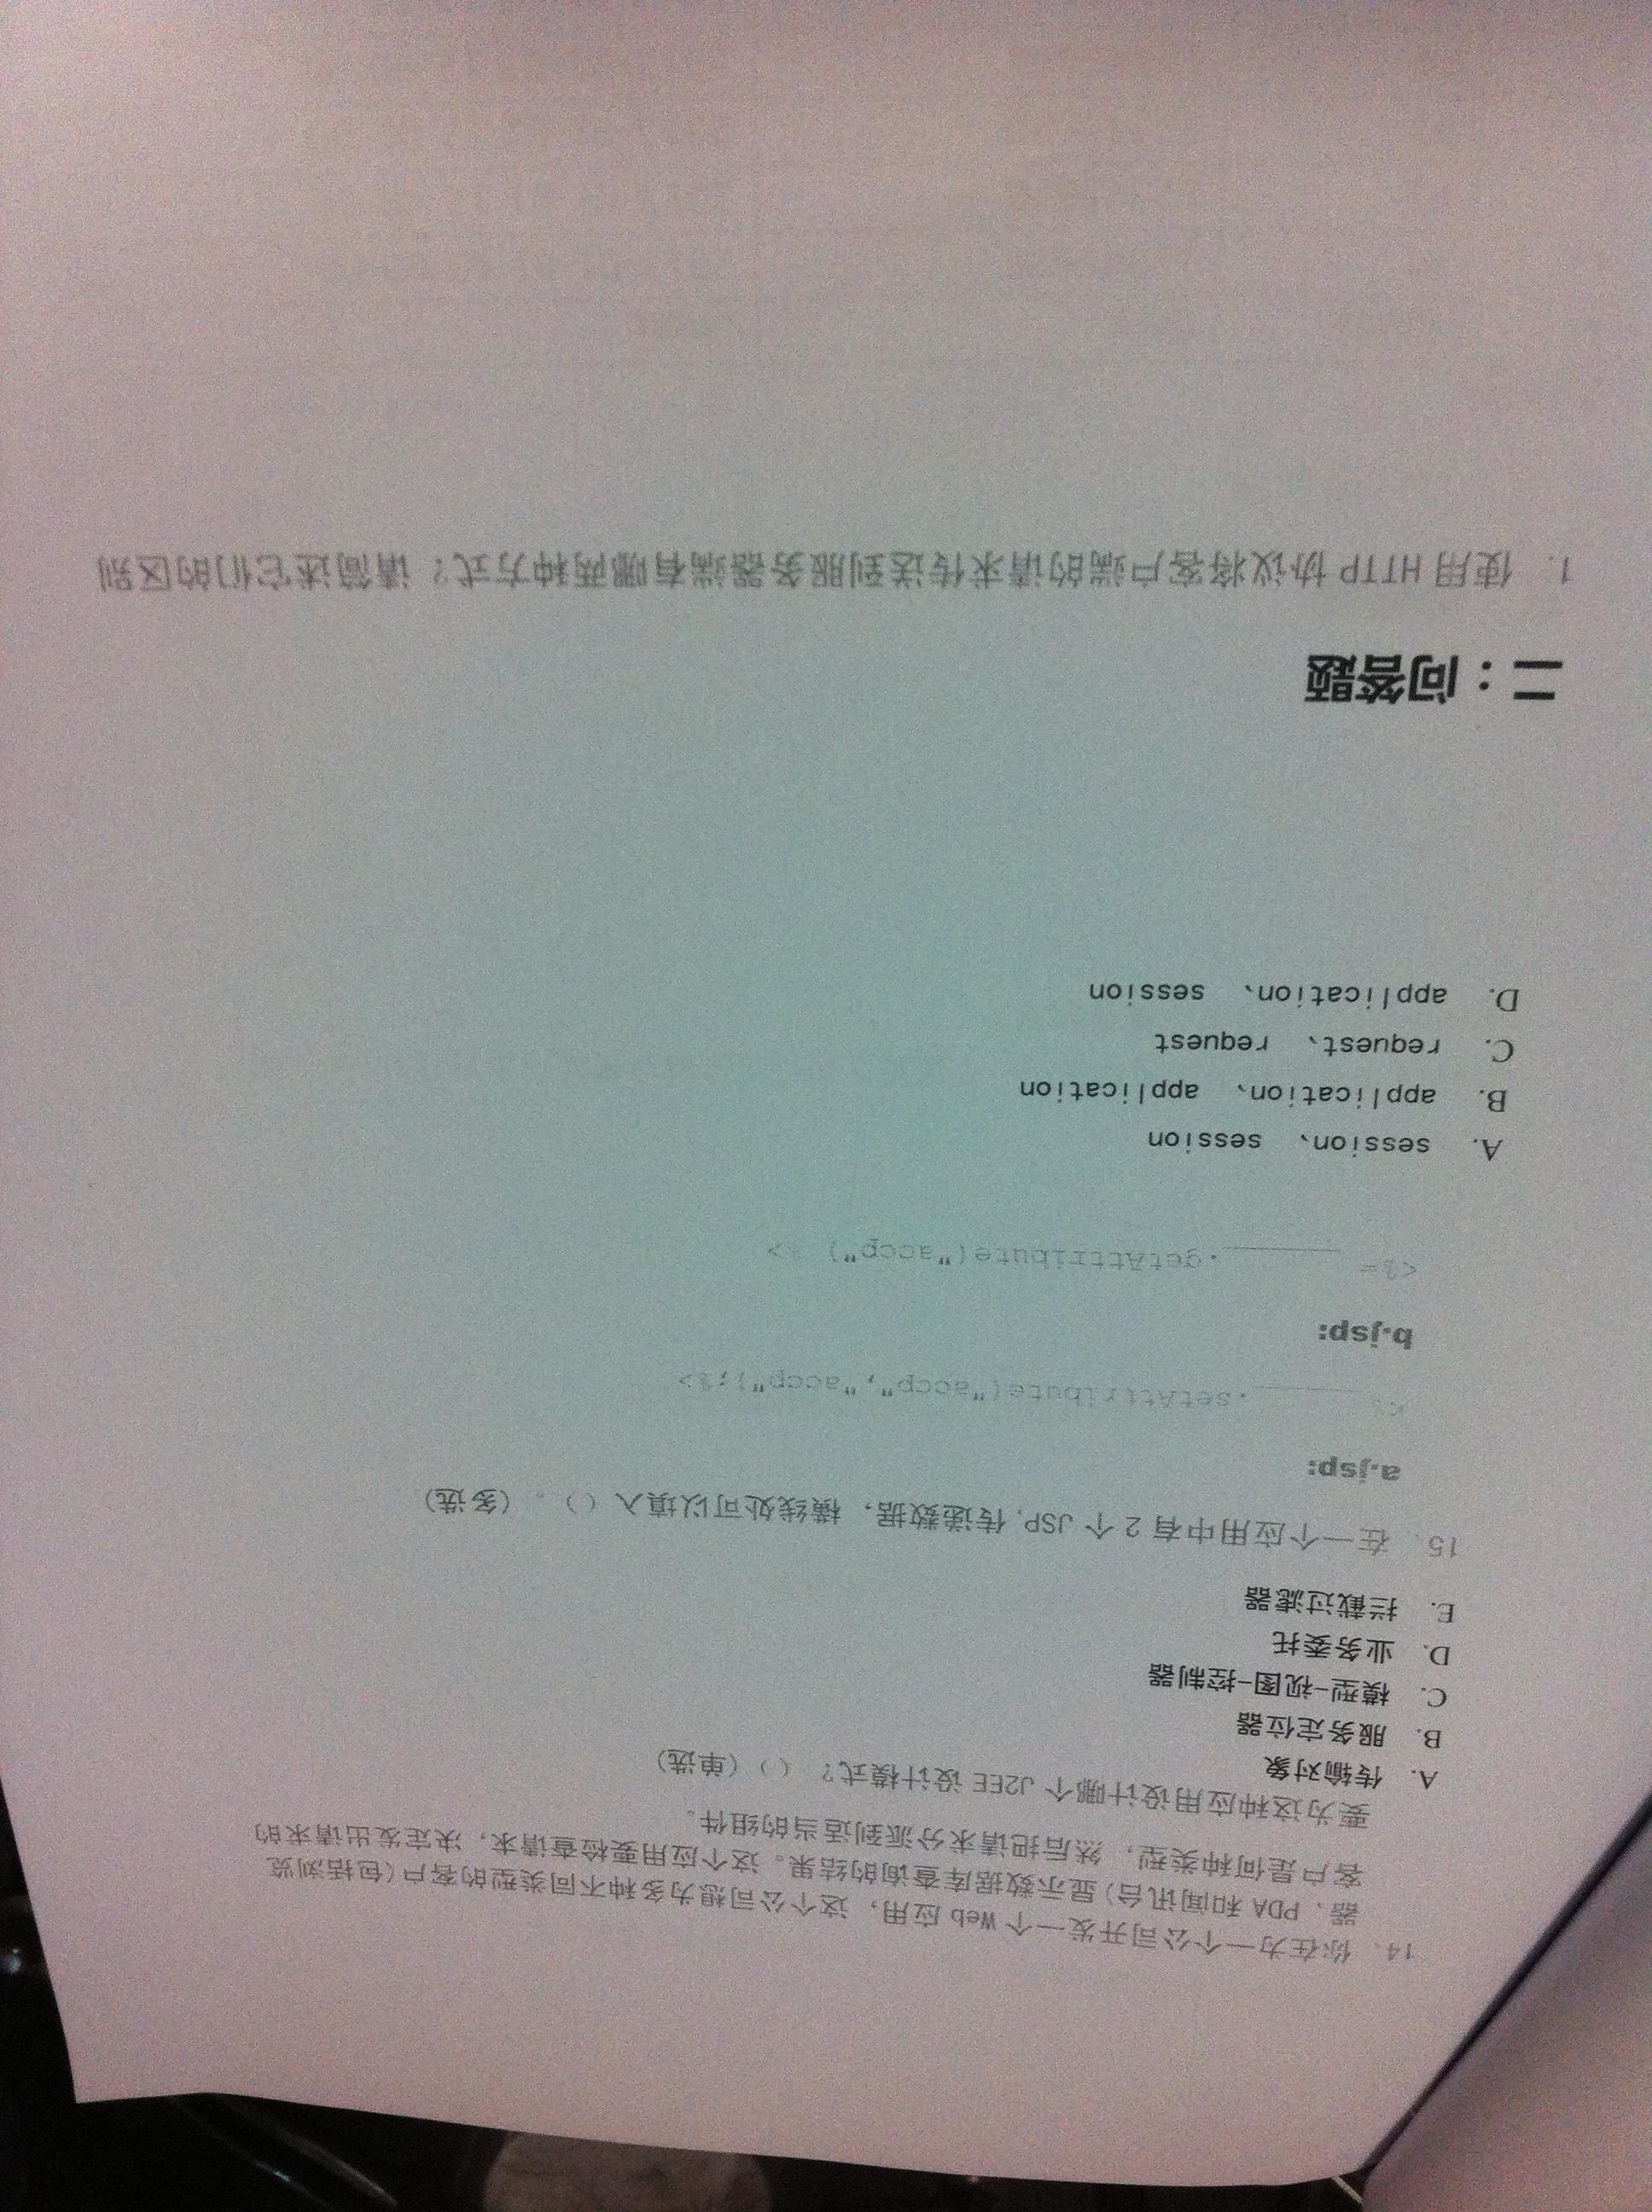 14、 你在为一个公司开发一个 Web 应用，这个公司想为多种不同类型的客户(包括浏览
器、PDA 和闻讯台)显示数据库查询的结果。这个应用要检查请求，决定发出请求的
客户是何种类型，然后把请求分派到适当的组件。
要为这种应用设计哪个 J2EE 设计模式？（）(单选)
A. 传输对象
B. 服务定位器
C. 模型-视图-控制器
D. 业务委托
E. 拦截过滤器
15、 在一个应用中有 2 个 JSP，传递数据，横线处可以填入（）。(多选)
a.jsp:
<% ______.setAttribute("accp","accp");%>
b.jsp:
<%= ______.getAttribute("accp") %>
A. session、 session
B. application、 application
C. request、 request
D. application、 session
二：问答题
1. 使用 HTTP 协议将客户端的请求传送到服务器端有哪两种方式？请简述它们的区别